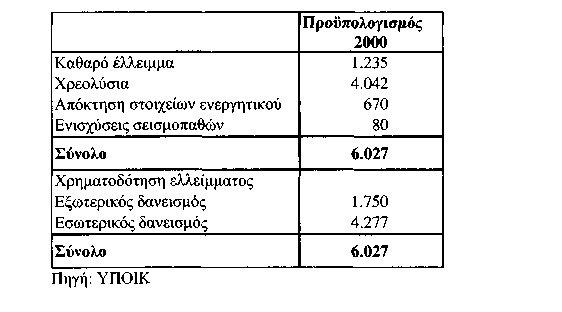 Προϋπολογισμός
2000
Καθαρό έλλειμμα 1.235
Χρεολύσια 4.042
Απόκτηση στοιχείων ενεργητικού 670
Ενισχύσεις σεισμοπαθών 80
Σύνολο 6.027
Χρηματοδότηση ελλείμματος
Εξωτερικός δανεισμός 1.750
Εσωτερικός δανεισμός 4.277
Σύνολο 6.027
Πηγή: ΥΠΟΙΚ